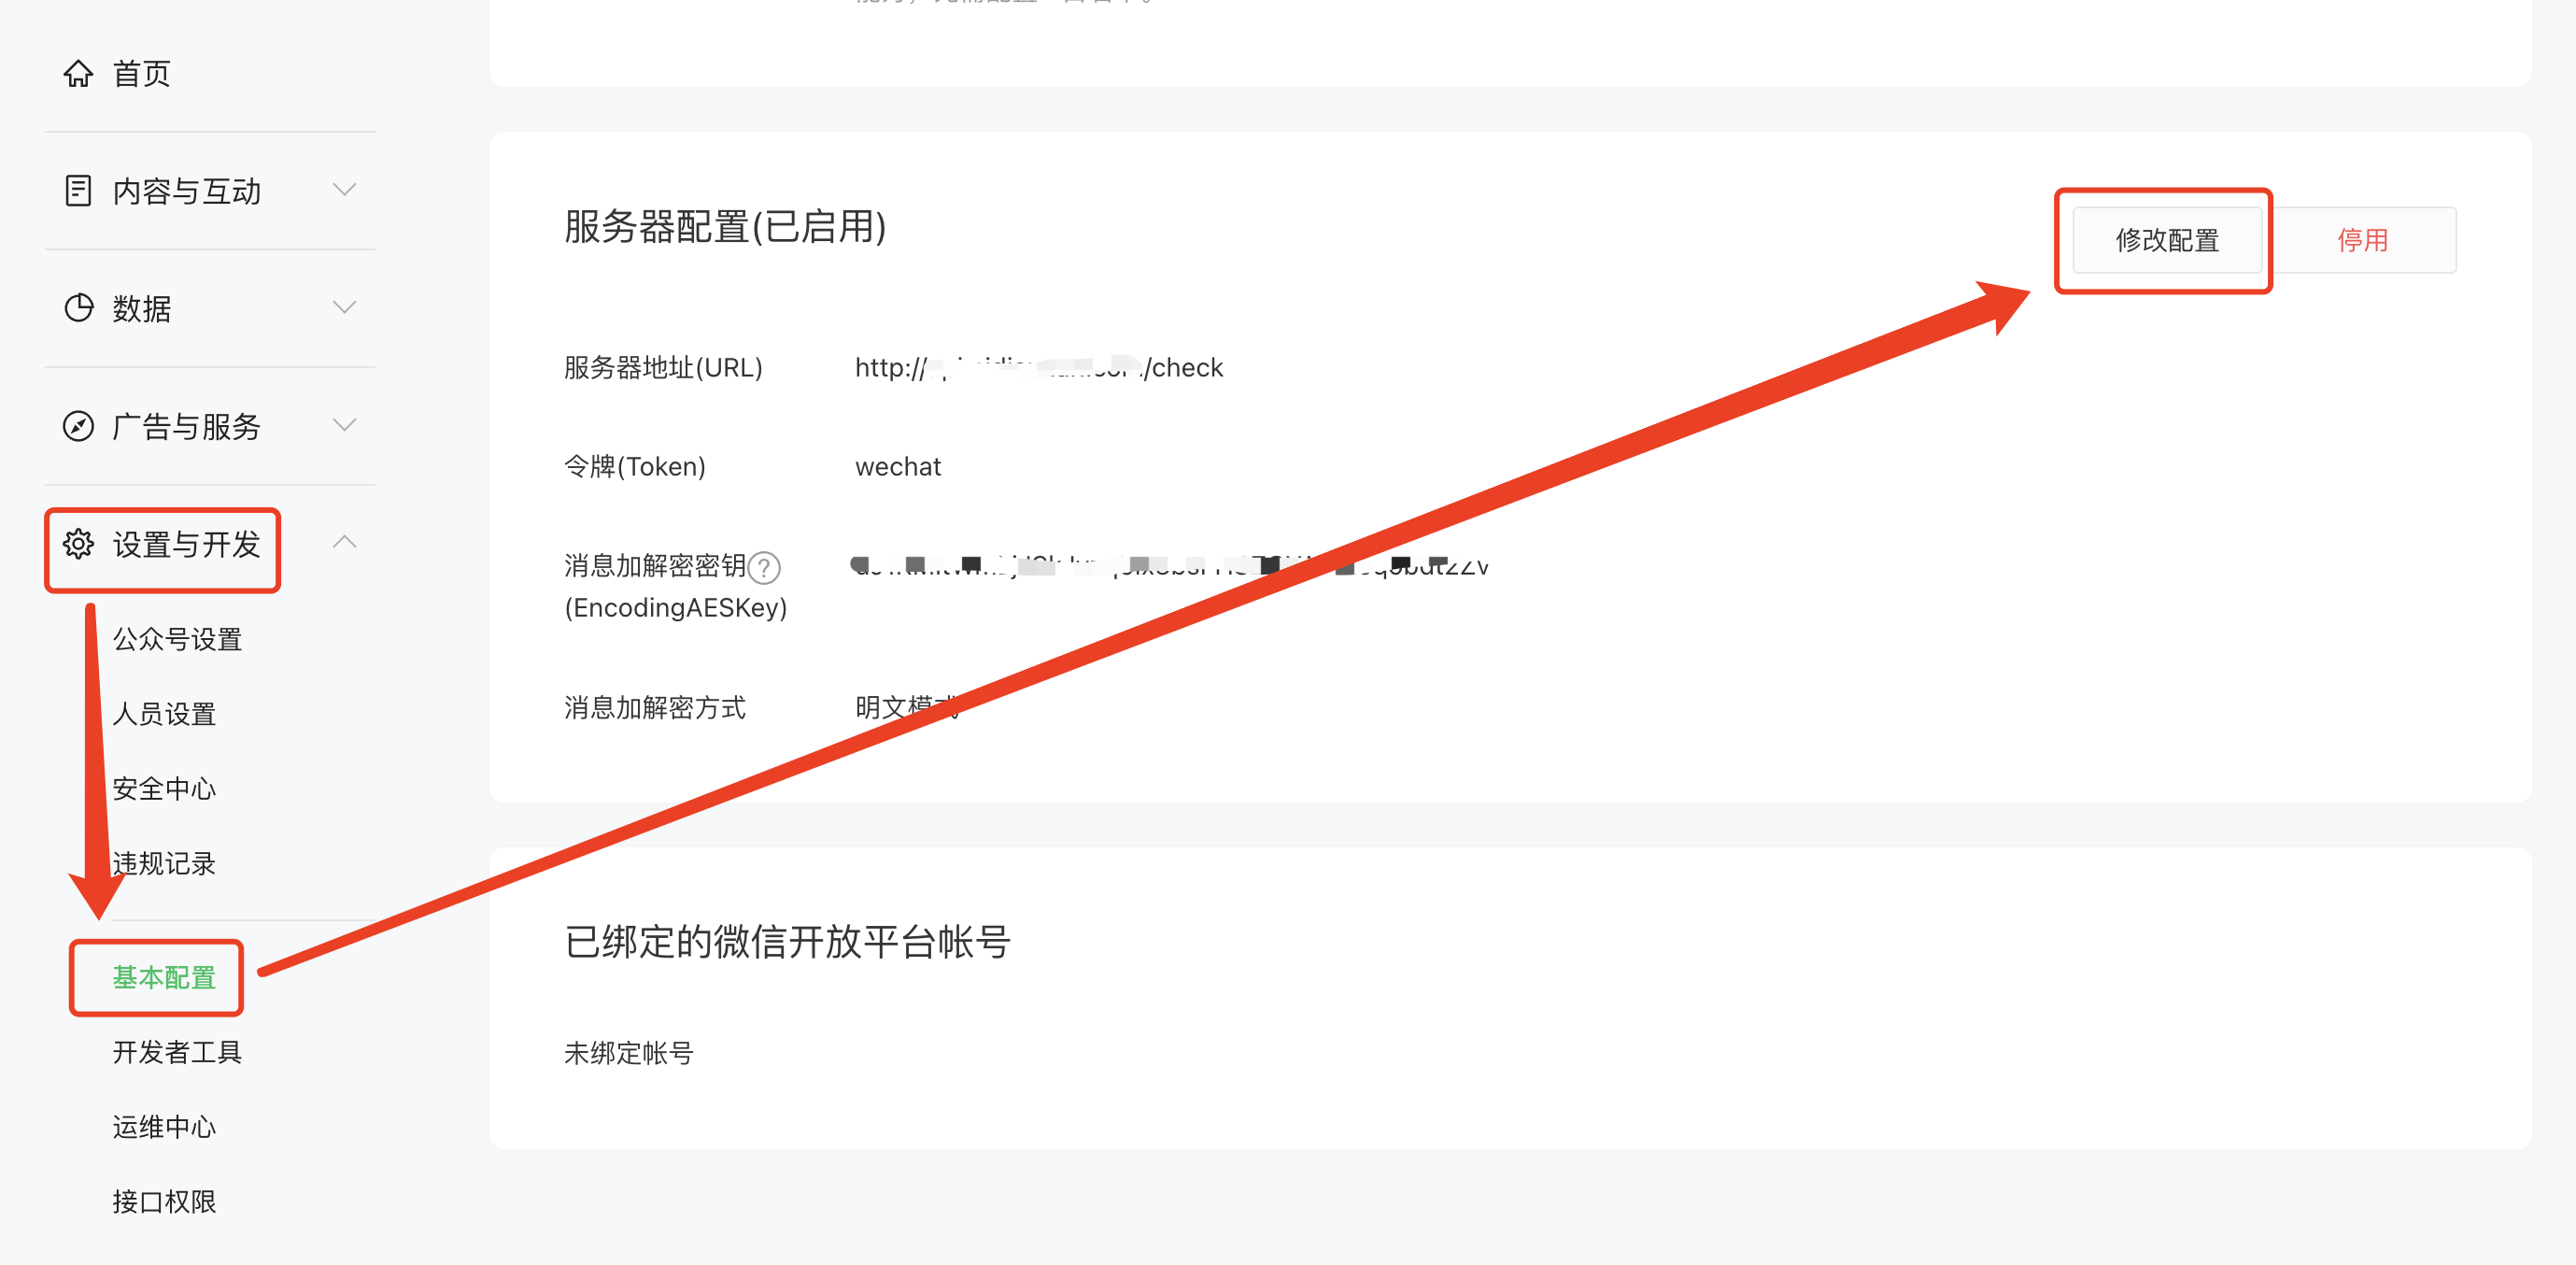 首页
内容与互动
数据
广告与服务
设置与开发
公众号设置
人员设置
安全中心
违规记录
基本配置
开发者工具
运维中心
接口权限
服务器配置(已启用)
修改配置
停用
服务器地址(URL)
http:// /check
令牌(Token)
wechat
消息加解密密钥
?
(EncodingAESKey)
消息加解密方式
明文模式
已绑定的微信开放平台帐号
未绑定帐号